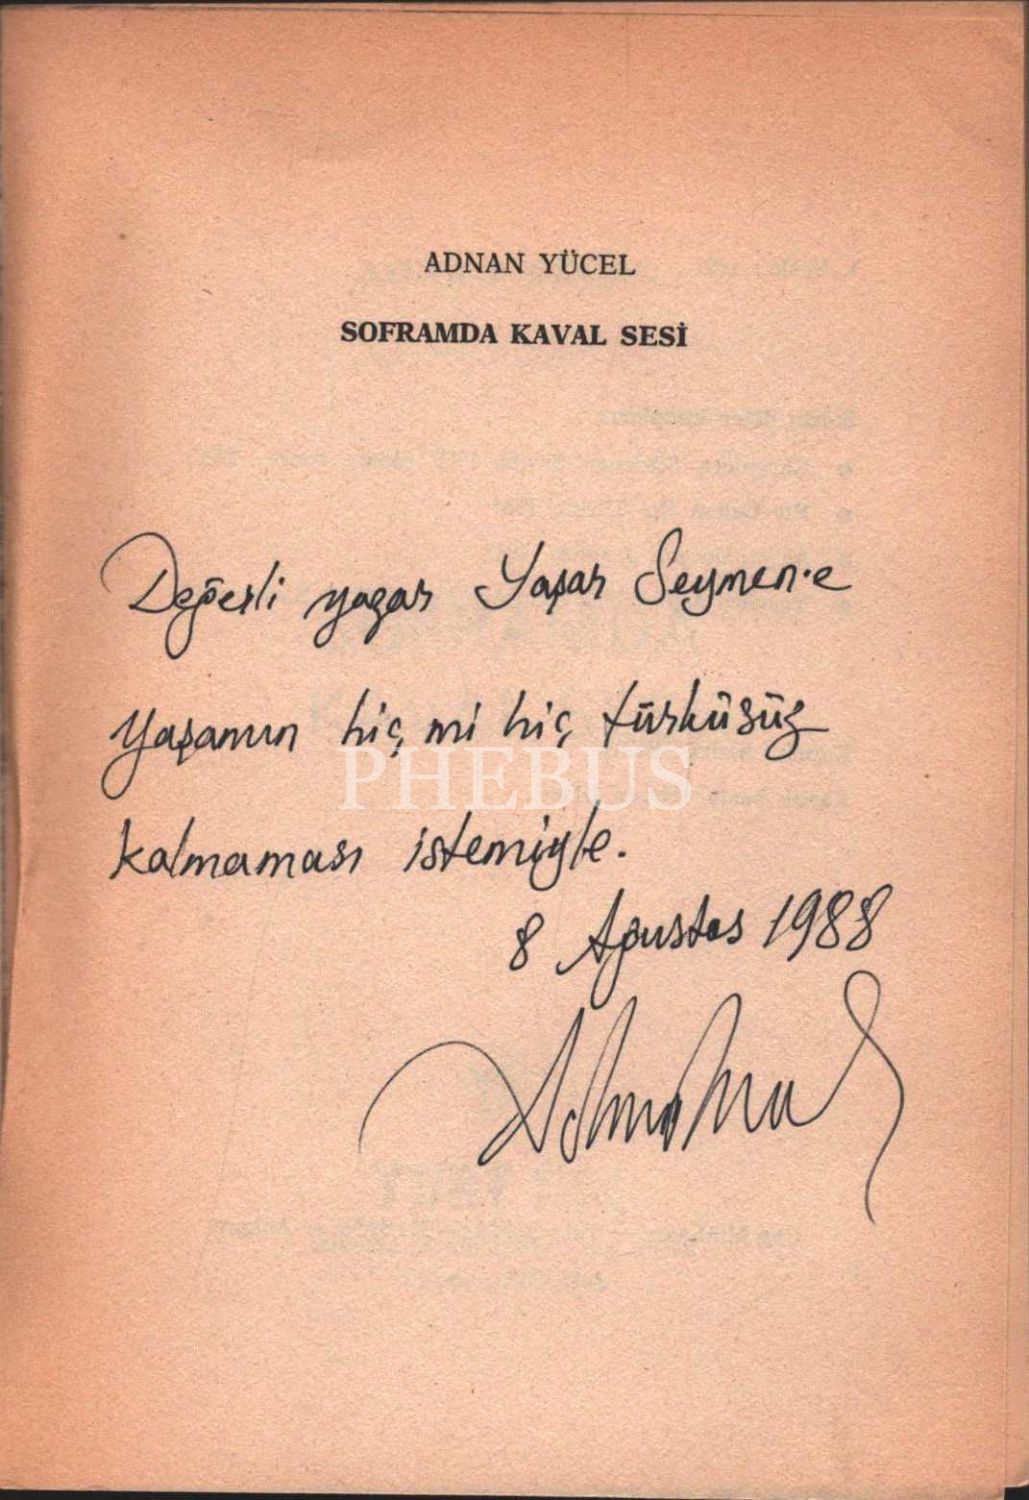 ADNAN YÜCEL
SOFRAMDA KAVAL SESİ
Değerli yazar Yaşar Seymen'e
Yaşamın hiç mi hiç türküsüz
PHEBUS
kalmaması istemiyle.
8 Ağustos 1988